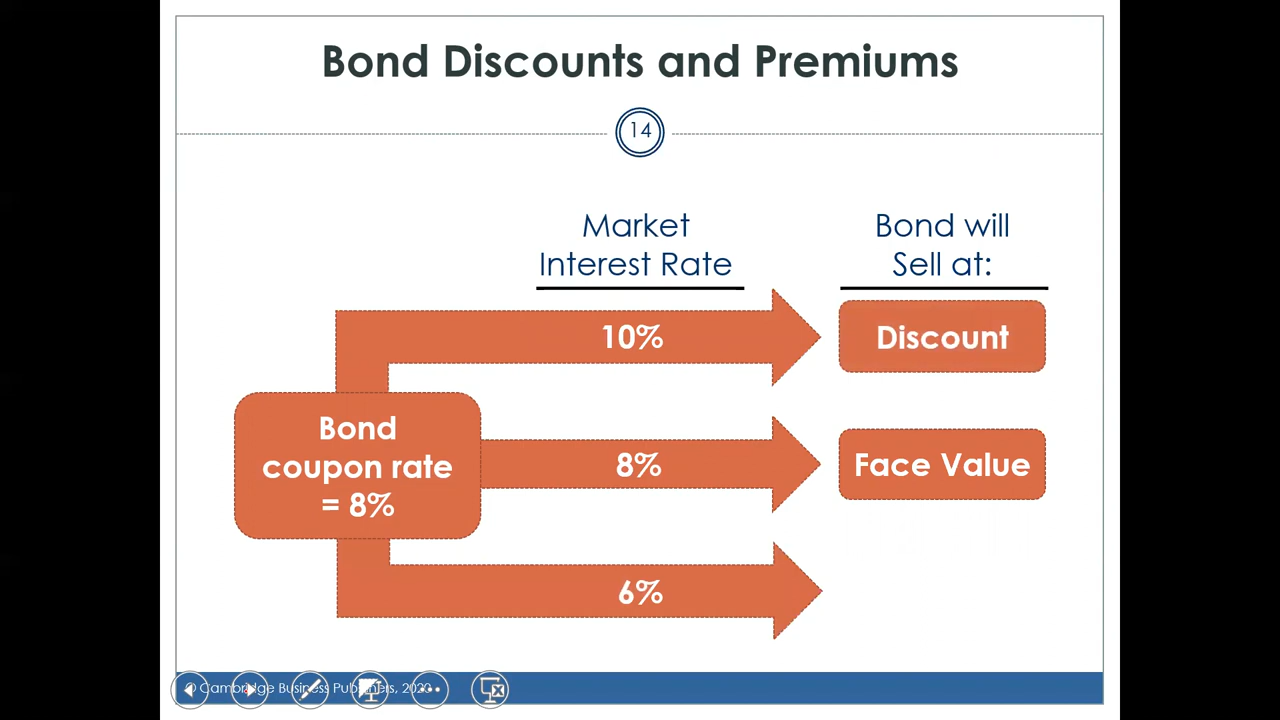 Bond Discounts and Premiums
14
Market
Interest Rate
Bond will
Sell at:
10%
Discount
Bond
coupon rate
= 8%
8%
Face Value
6%
© Cambridge Business Publishers,